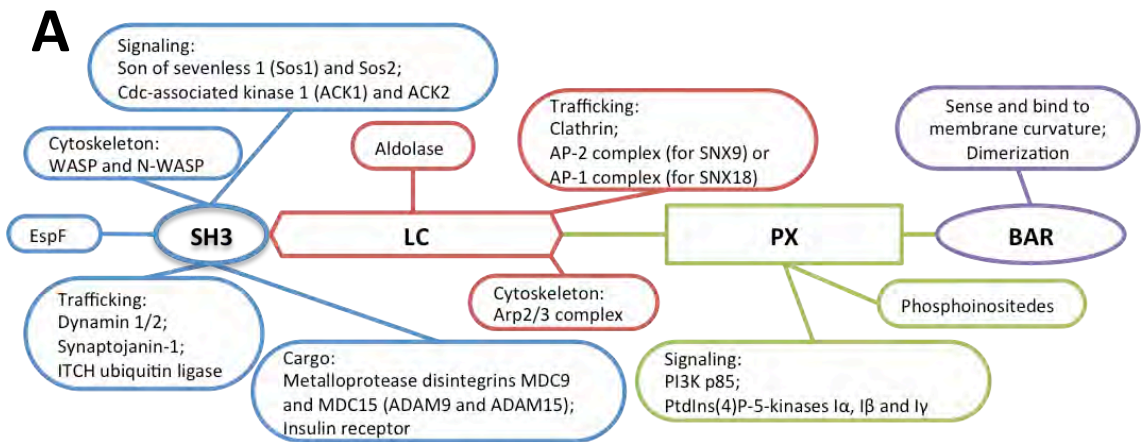 A
Signaling:
Son of sevenless 1 (Sos1) and Sos2;
Cdc-associated kinase 1 (ACK1) and ACK2
Cytoskeleton:
WASP and N-WASP
Aldolase
Trafficking:
Clathrin;
AP-2 complex (for SNX9) or
AP-1 complex (for SNX18)
Sense and bind to
membrane curvature;
Dimerization
EspF
SH3
LC
PX
BAR
Trafficking:
Dynamin 1/2;
Synaptojanin-1;
ITCH ubiquitin ligase
Cytoskeleton:
Arp2/3 complex
Phosphoinositedes
Cargo:
Metalloprotease disintegrins MDC9
and MDC15 (ADAM9 and ADAM15);
Insulin receptor
Signaling:
PI3K p85;
PtdIns(4)P-5-kinases Iα, Iβ and Iγ